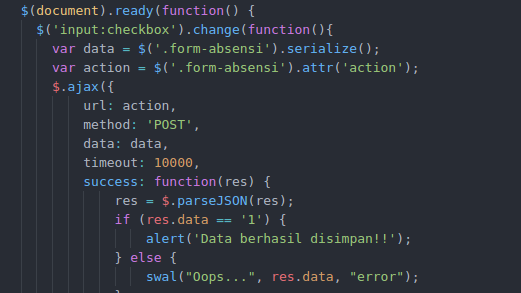 $(document).ready(function() {
$('input:checkbox').change(function(){
var data = $('.form-absensi').serialize();
var action = $('.form-absensi').attr('action');
$.ajax({
url: action,
method: 'POST',
data: data,
timeout: 10000,
success: function(res) {
res = $.parseJSON(res);
if (res.data == '1') {
alert('Data berhasil disimpan!!');
} else {
swal("Oops...", res.data, "error");
}